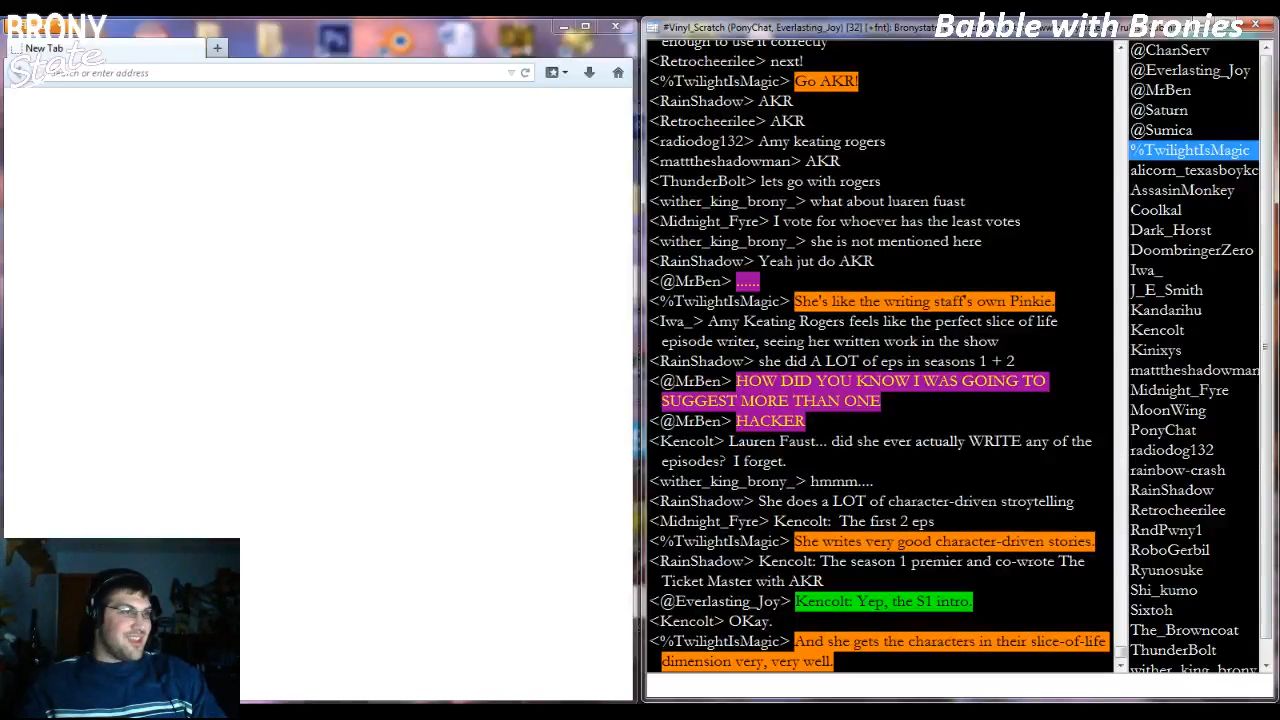 BRONY
State
New Tab
Search or enter address
#Vinyl_Scratch (PonyChat, Everlasting_Joy) [32] [+fnt]: Bronystate
Babble with Bronies
<Retrocheerilee> next!
<%TwilightIsMagic> Go AKR!
<RainShadow> AKR
<Retrocheerilee> AKR
<radiodog132> Amy keating rogers
<matttheshadowman> AKR
<ThunderBolt> lets go with rogers
<wither_king_brony_> what about luaren fuast
<Midnight_Fyre> I vote for whoever has the least votes
<wither_king_brony_> she is not mentioned here
<RainShadow> Yeah jut do AKR
<@MrBen> ......
<%TwilightIsMagic> She's like the writing staff's own Pinkie.
<Iwa_> Amy Keating Rogers feels like the perfect slice of life
episode writer, seeing her written work in the show
<RainShadow> she did A LOT of eps in seasons 1 + 2
<@MrBen> HOW DID YOU KNOW I WAS GOING TO
SUGGEST MORE THAN ONE
<@MrBen> HACKER
<Kencolt> Lauren Faust... did she ever actually WRITE any of the
episodes? I forget.
<wither_king_brony_> hmmm....
<RainShadow> She does a LOT of character-driven stroytelling
<Midnight_Fyre> Kencolt: The first 2 eps
<%TwilightIsMagic> She writes very good character-driven stories.
<RainShadow> Kencolt: The season 1 premier and co-wrote The
Ticket Master with AKR
<@Everlasting_Joy> Kencolt: Yep, the S1 intro.
<Kencolt> OKay.
<%TwilightIsMagic> And she gets the characters in their slice-of-life
dimension very, very well.
@ChanServ
@Everlasting_Joy
@MrBen
@Saturn
@Sumica
%TwilightIsMagic
alicorn_texasboykc
AssasinMonkey
Coolkal
Dark_Horst
DoombringerZero
Iwa_
J_E_Smith
Kandarihu
Kencolt
Kinixys
matttheshadowman
Midnight_Fyre
MoonWing
PonyChat
radiodog132
rainbow-crash
RainShadow
Retrocheerilee
RndPwny1
RoboGerbil
Ryunosuke
Shi_kumo
Sixtoh
The_Browncoat
ThunderBolt
wither_king_brony